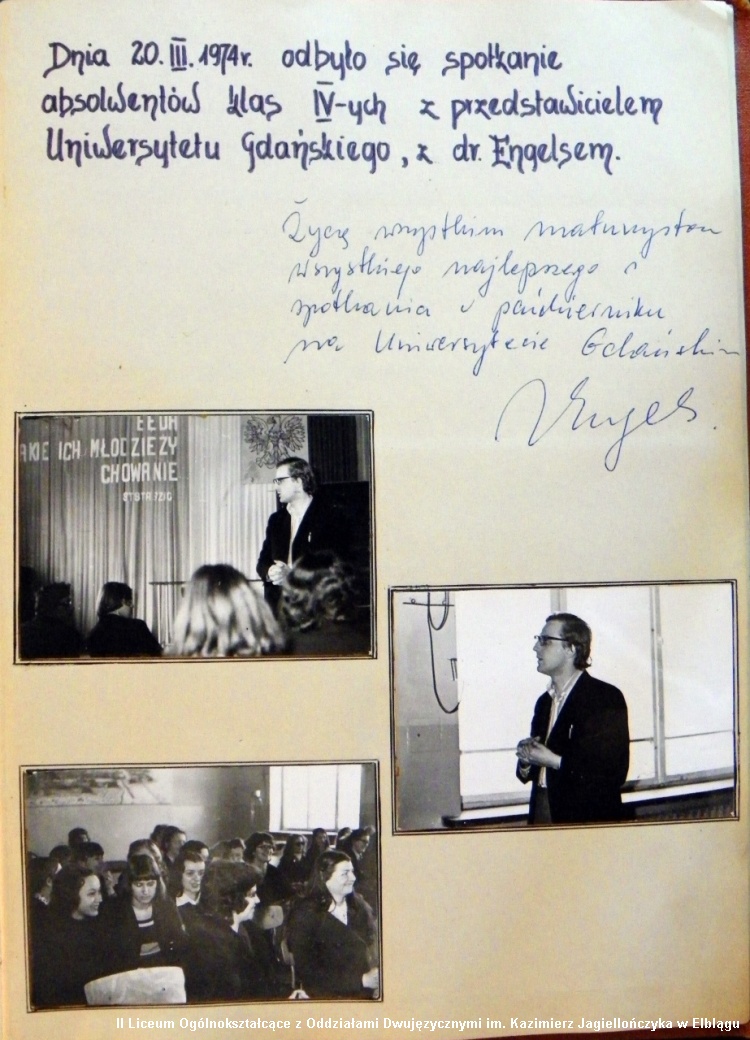 Dnia 20.III.1974r. odbyło się spotkanie
absolwentów klas IV-ych z przedstawicielem
Uniwersytetu Gdańskiego, z dr. Engelsem.
Życzę wszystkim maturzystom
wszystkiego najlepszego i
spotkania w październiku
na Uniwersytecie Gdańskim
Engels.
AKIE ICH MŁODZIEŻY
CHOWANIE
II Liceum Ogólnokształcące z Oddziałami Dwujęzycznymi im. Kazimierz Jagiellończyka w Elblągu